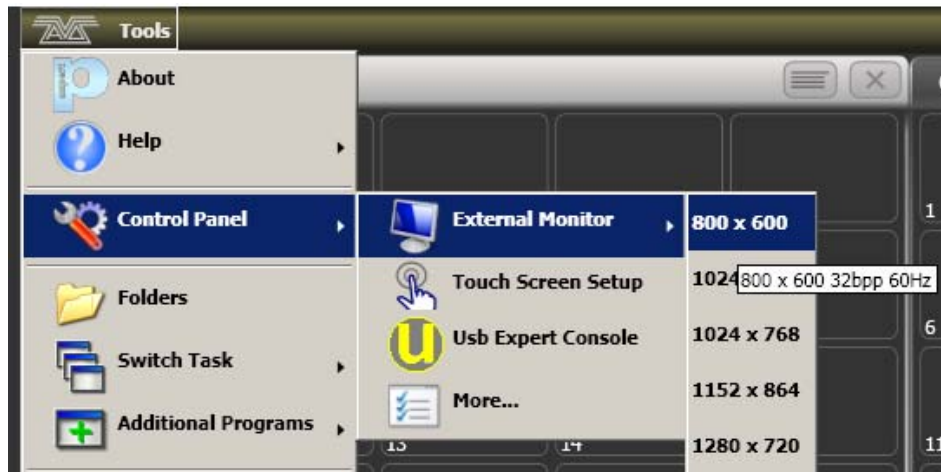 Tools
About
Help
Control Panel
External Monitor
800 x 600
1
Folders
Touch Screen Setup
1024
800 x 600 32bpp 60Hz
Switch Task
Usb Expert Console
1024 x 768
6
Additional Programs
More...
1152 x 864
13
14
1280 x 720
11